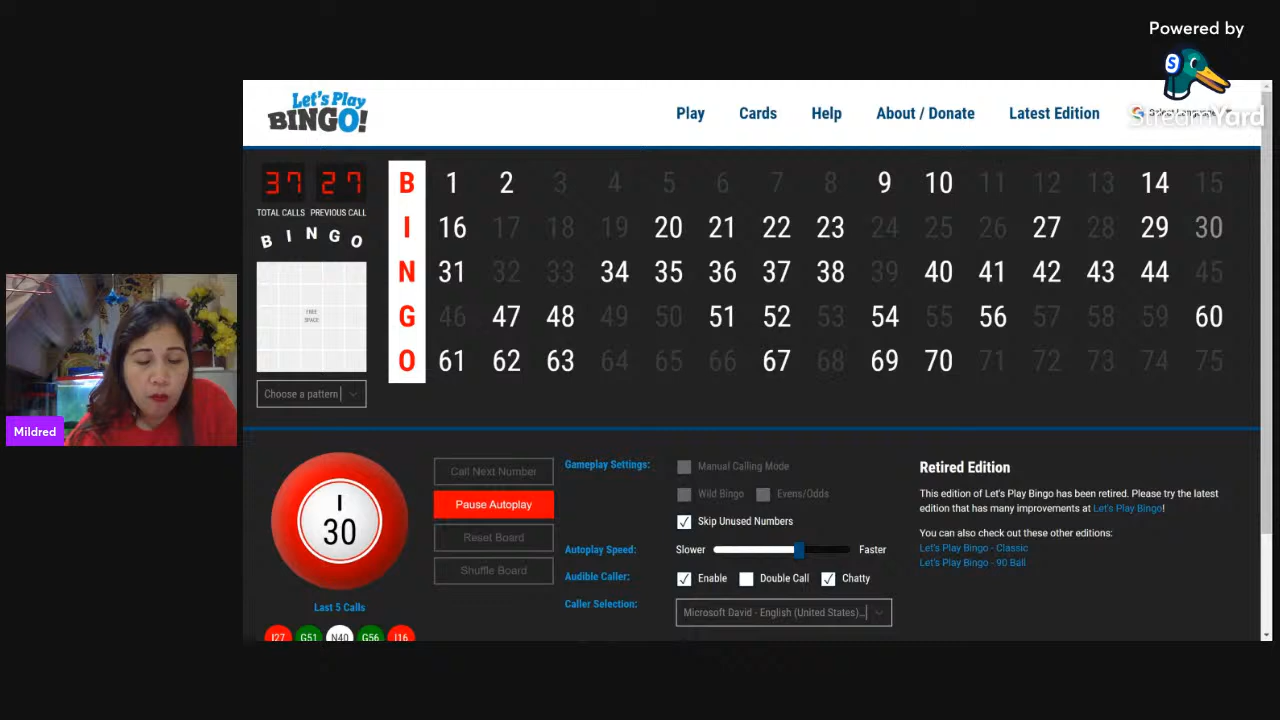 Powered by
S
StreamYard
Let's Play
BINGO!
Play Cards Help About / Donate Latest Edition Select Language
37 27
TOTAL CALLS PREVIOUS CALL
B I N G O
FREE
SPACE
Choose a pattern
B 1 2 3 4 5 6 7 8 9 10 11 12 13 14 15
I 16 17 18 19 20 21 22 23 24 25 26 27 28 29 30
N 31 32 33 34 35 36 37 38 39 40 41 42 43 44 45
G 46 47 48 49 50 51 52 53 54 55 56 57 58 59 60
O 61 62 63 64 65 66 67 68 69 70 71 72 73 74 75
Mildred
I
30
Last 5 Calls
I27 G51 N40 G56 I16
Call Next Number
Pause Autoplay
Reset Board
Shuffle Board
Gameplay Settings:
Manual Calling Mode
Wild Bingo Evens/Odds
Skip Unused Numbers
Autoplay Speed: Slower Faster
Audible Caller: Enable Double Call Chatty
Caller Selection: Microsoft David - English (United States)...
Retired Edition
This edition of Let's Play Bingo has been retired. Please try the latest
edition that has many improvements at Let's Play Bingo!
You can also check out these other editions:
Let's Play Bingo - Classic
Let's Play Bingo - 90 Ball